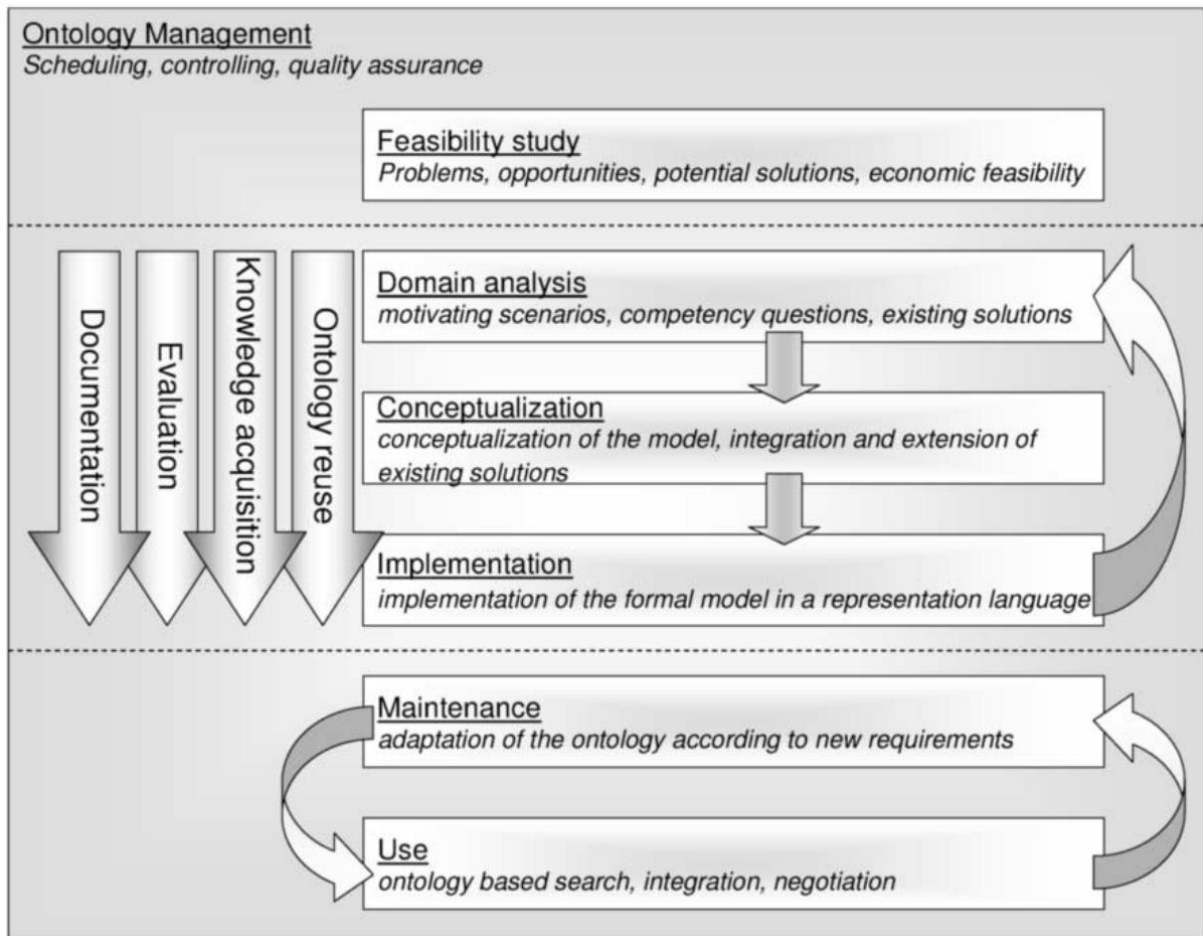 Ontology Management
Scheduling, controlling, quality assurance
Feasibility study
Problems, opportunities, potential solutions, economic feasibility
Documentation
Evaluation
Knowledge acquisition
Ontology reuse
Domain analysis
motivating scenarios, competency questions, existing solutions
Conceptualization
conceptualization of the model, integration and extension of
existing solutions
Implementation
implementation of the formal model in a representation language
Maintenance
adaptation of the ontology according to new requirements
Use
ontology based search, integration, negotiation